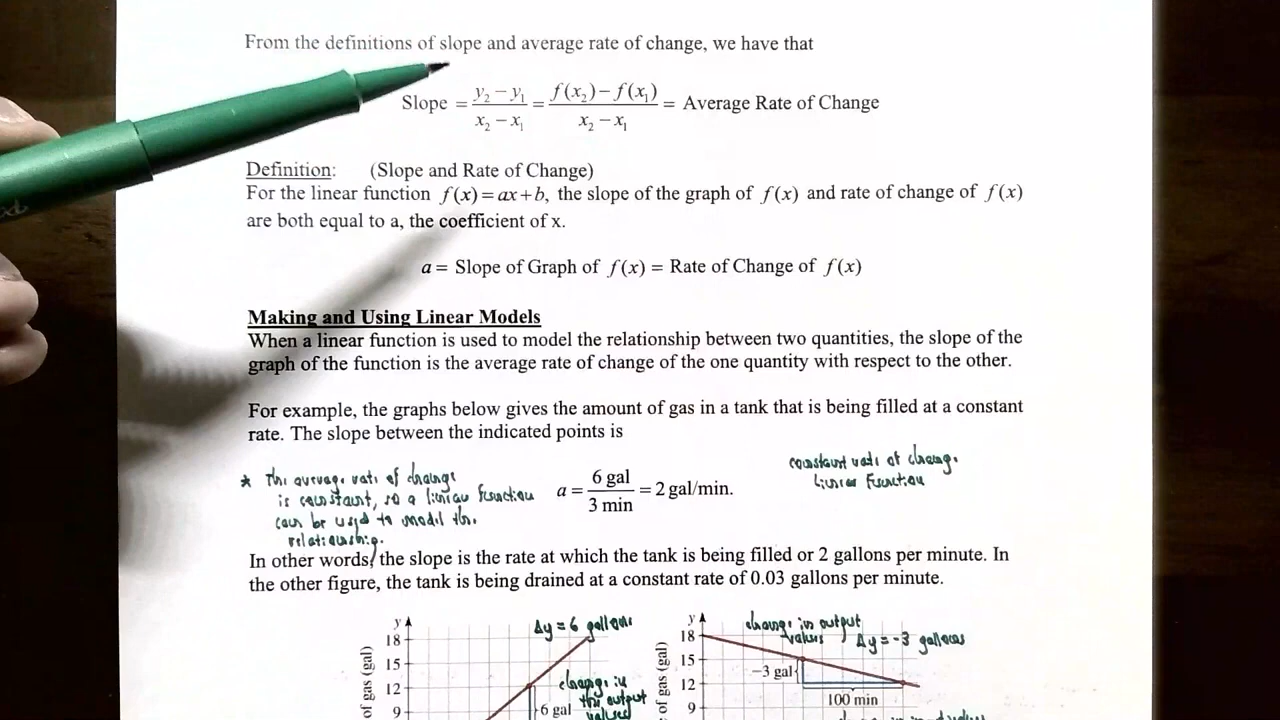 From the definitions of slope and average rate of change, we have that
Slope = (y₂ − y₁)/(x₂ − x₁) = (f(x₂) − f(x₁))/(x₂ − x₁) = Average Rate of Change
Definition: (Slope and Rate of Change)
For the linear function f(x) = ax + b, the slope of the graph of f(x) and rate of change of f(x)
are both equal to a, the coefficient of x.
a = Slope of Graph of f(x) = Rate of Change of f(x)
Making and Using Linear Models
When a linear function is used to model the relationship between two quantities, the slope of the
graph of the function is the average rate of change of the one quantity with respect to the other.
For example, the graphs below gives the amount of gas in a tank that is being filled at a constant
rate. The slope between the indicated points is
constant rate of change
linear function
* The average rate of change
is constant, so a linear function
can be used to model the
relationship.
a = 6 gal/3 min = 2 gal/min.
In other words, the slope is the rate at which the tank is being filled or 2 gallons per minute. In
the other figure, the tank is being drained at a constant rate of 0.03 gallons per minute.
y
18
15
12
9
of gas (gal)
Δy = 6 gallons
change in
the output
values
6 gal
y
18
15
12
9
of gas (gal)
change in output
values
Δy = -3 gallons
−3 gal
100 min